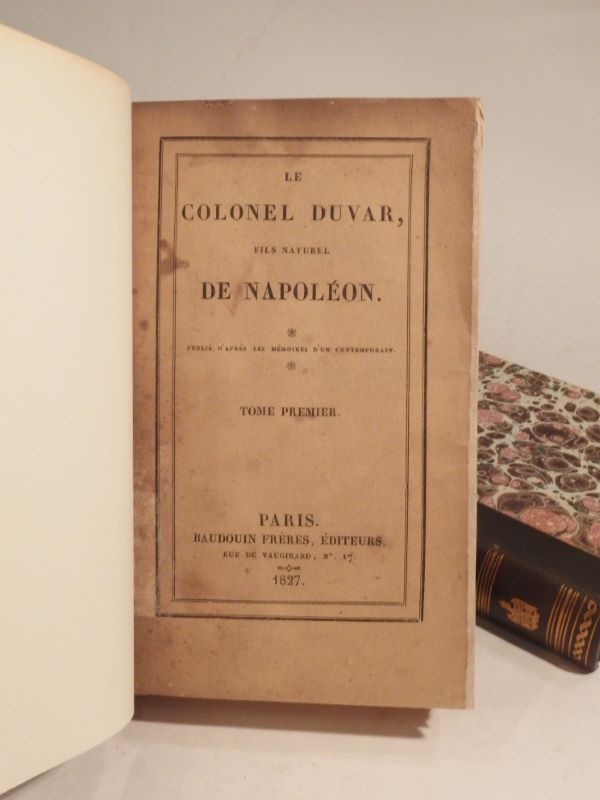 LE
COLONEL DUVAR,
FILS NATUREL
DE NAPOLÉON.
PUBLIÉ D'APRÈS LES MÉMOIRES D'UN CONTEMPORAIN.
TOME PREMIER.
PARIS.
BAUDOUIN FRÈRES, ÉDITEURS,
RUE DE VAUGIRARD, Nº. 17.
1827.